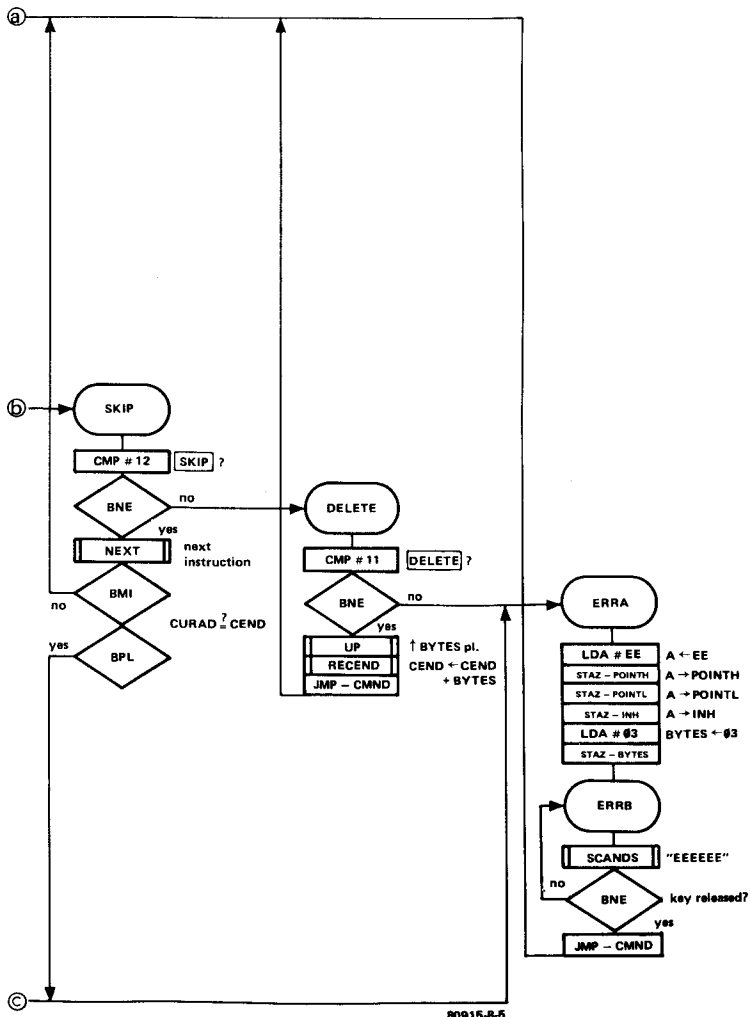 a
b
SKIP
CMP # 12 SKIP ?
BNE
no
yes
NEXT
next
instruction
BMI
no
CURAD ?= CEND
yes
BPL
DELETE
CMP # 11 DELETE ?
BNE
no
yes
UP
↑ BYTES pl.
RECEND
CEND ← CEND
+ BYTES
JMP – CMND
ERRA
LDA # EE A ← EE
STAZ – POINTH A → POINTH
STAZ – POINTL A → POINTL
STAZ – INH A → INH
LDA # Ø3 BYTES ← Ø3
STAZ – BYTES
ERRB
SCANDS "EEEEEE"
no
BNE
key released?
yes
JMP – CMND
c
80915-8-5